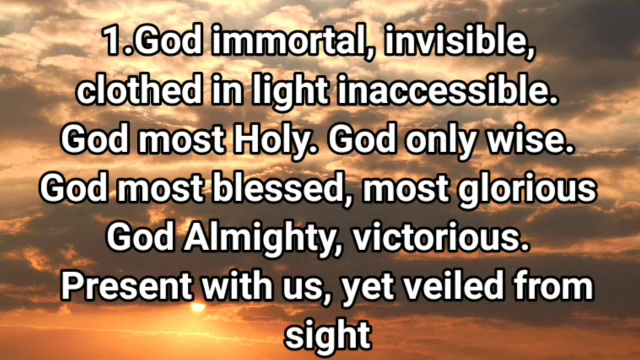 1.God immortal, invisible,
clothed in light inaccessible.
God most Holy. God only wise.
God most blessed, most glorious
God Almighty, victorious.
Present with us, yet veiled from
sight